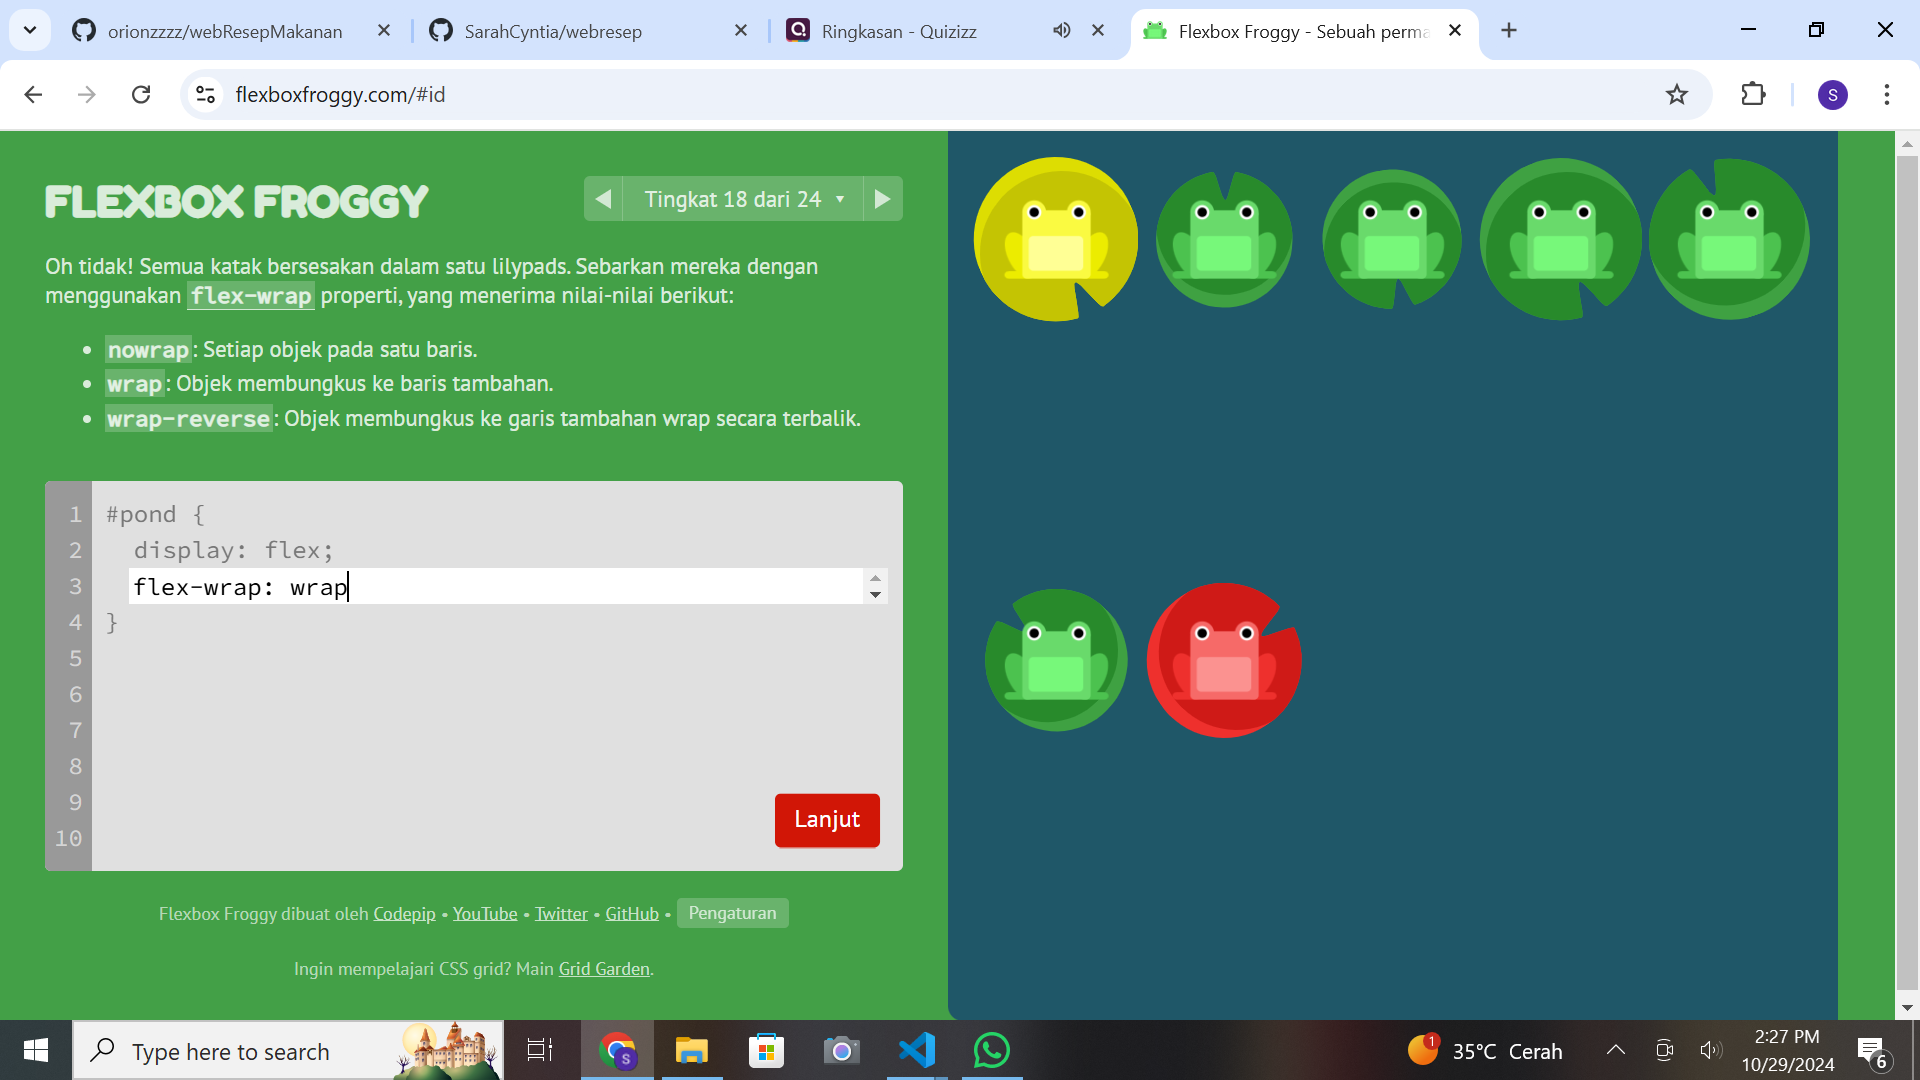 orionzzzz/webResepMakanan
SarahCyntia/webresep
Ringkasan - Quizizz
Flexbox Froggy - Sebuah perma
flexboxfroggy.com/#id
S
FLEXBOX FROGGY
Tingkat 18 dari 24
Oh tidak! Semua katak bersesakan dalam satu lilypads. Sebarkan mereka dengan
menggunakan flex-wrap properti, yang menerima nilai-nilai berikut:
• nowrap: Setiap objek pada satu baris.
• wrap: Objek membungkus ke baris tambahan.
• wrap-reverse: Objek membungkus ke garis tambahan wrap secara terbalik.
1 #pond {
2 display: flex;
3 flex-wrap: wrap
4 }
5
6
7
8
9
10
Lanjut
Flexbox Froggy dibuat oleh Codepip • YouTube • Twitter • GitHub • Pengaturan
Ingin mempelajari CSS grid? Main Grid Garden.
Type here to search
S
1
35°C Cerah
2:27 PM
10/29/2024
6